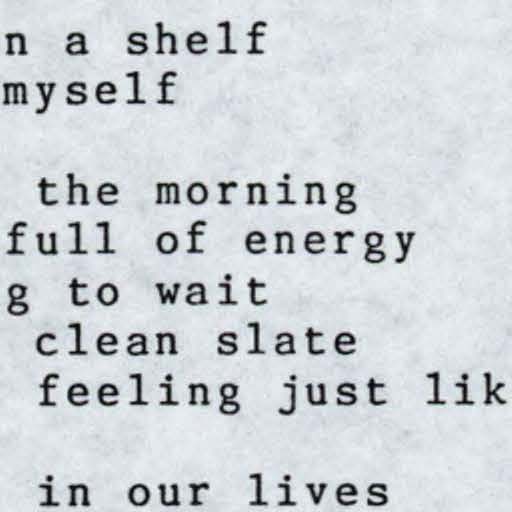 n a shelf
myself
the morning
full of energy
g to wait
clean slate
feeling just lik
in our lives